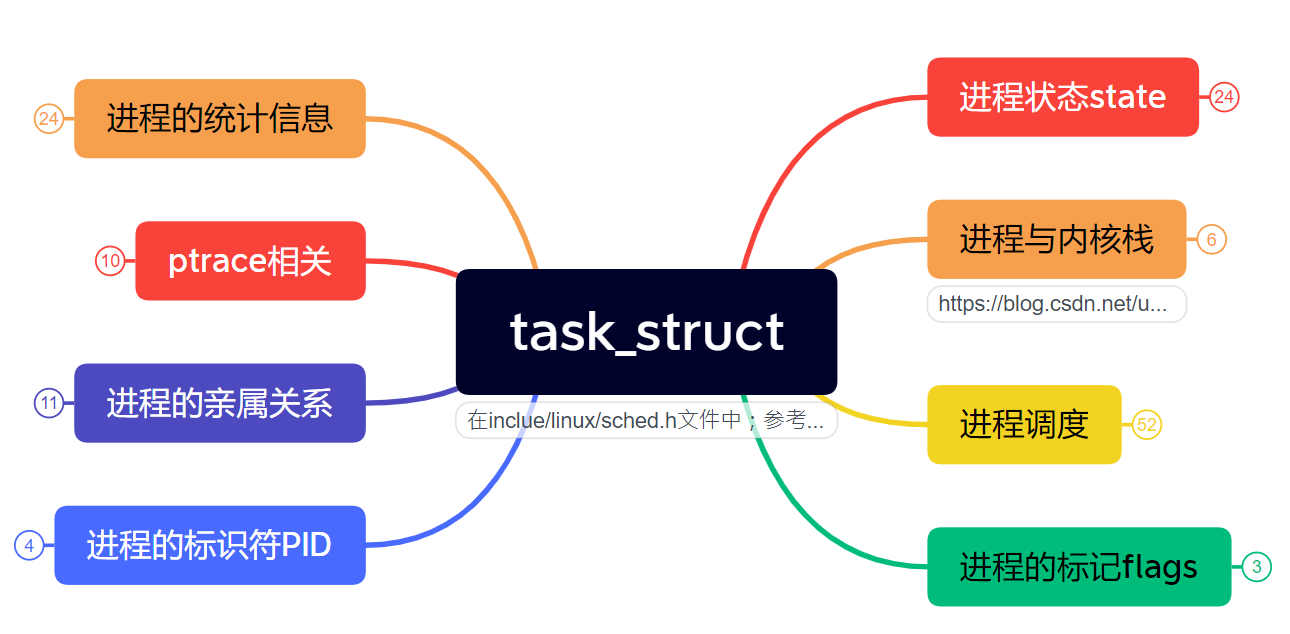 进程的统计信息
24
ptrace相关
10
进程的亲属关系
11
进程的标识符PID
4
task_struct
在inclue/linux/sched.h文件中；参考...
进程状态state
24
进程与内核栈
6
https://blog.csdn.net/u...
进程调度
52
进程的标记flags
3